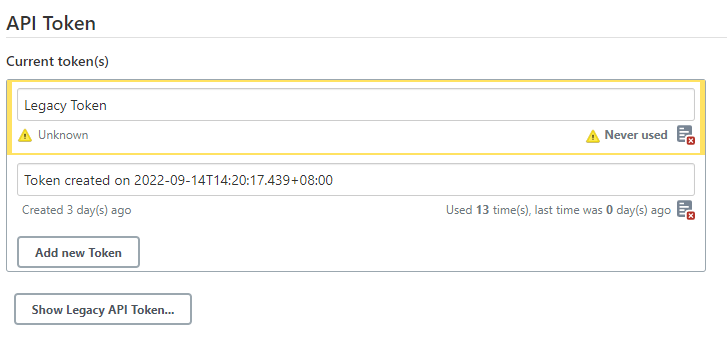 API Token
Current token(s)
Legacy Token
Unknown Never used
Token created on 2022-09-14T14:20:17.439+08:00
Created 3 day(s) ago Used 13 time(s), last time was 0 day(s) ago
Add new Token
Show Legacy API Token...